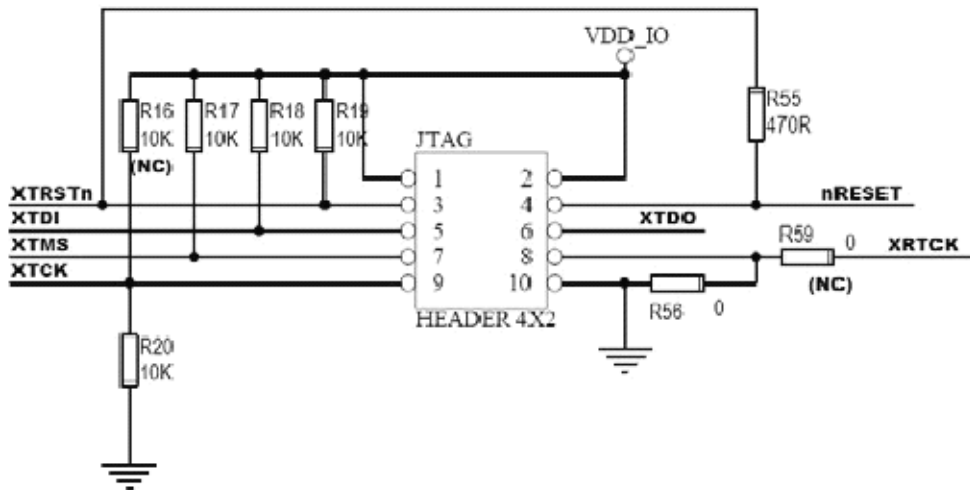 VDD_IO
R16 R17 R18 R19 R55
10K 10K 10K 10K 470R
(NC)
JTAG
1 2
XTRSTn 3 4 nRESET
XTDI 5 6 XTDO
XTMS 7 8 R59 0 XRTCK
(NC)
XTCK 9 10 R56 0
HEADER 4X2
R20
10K